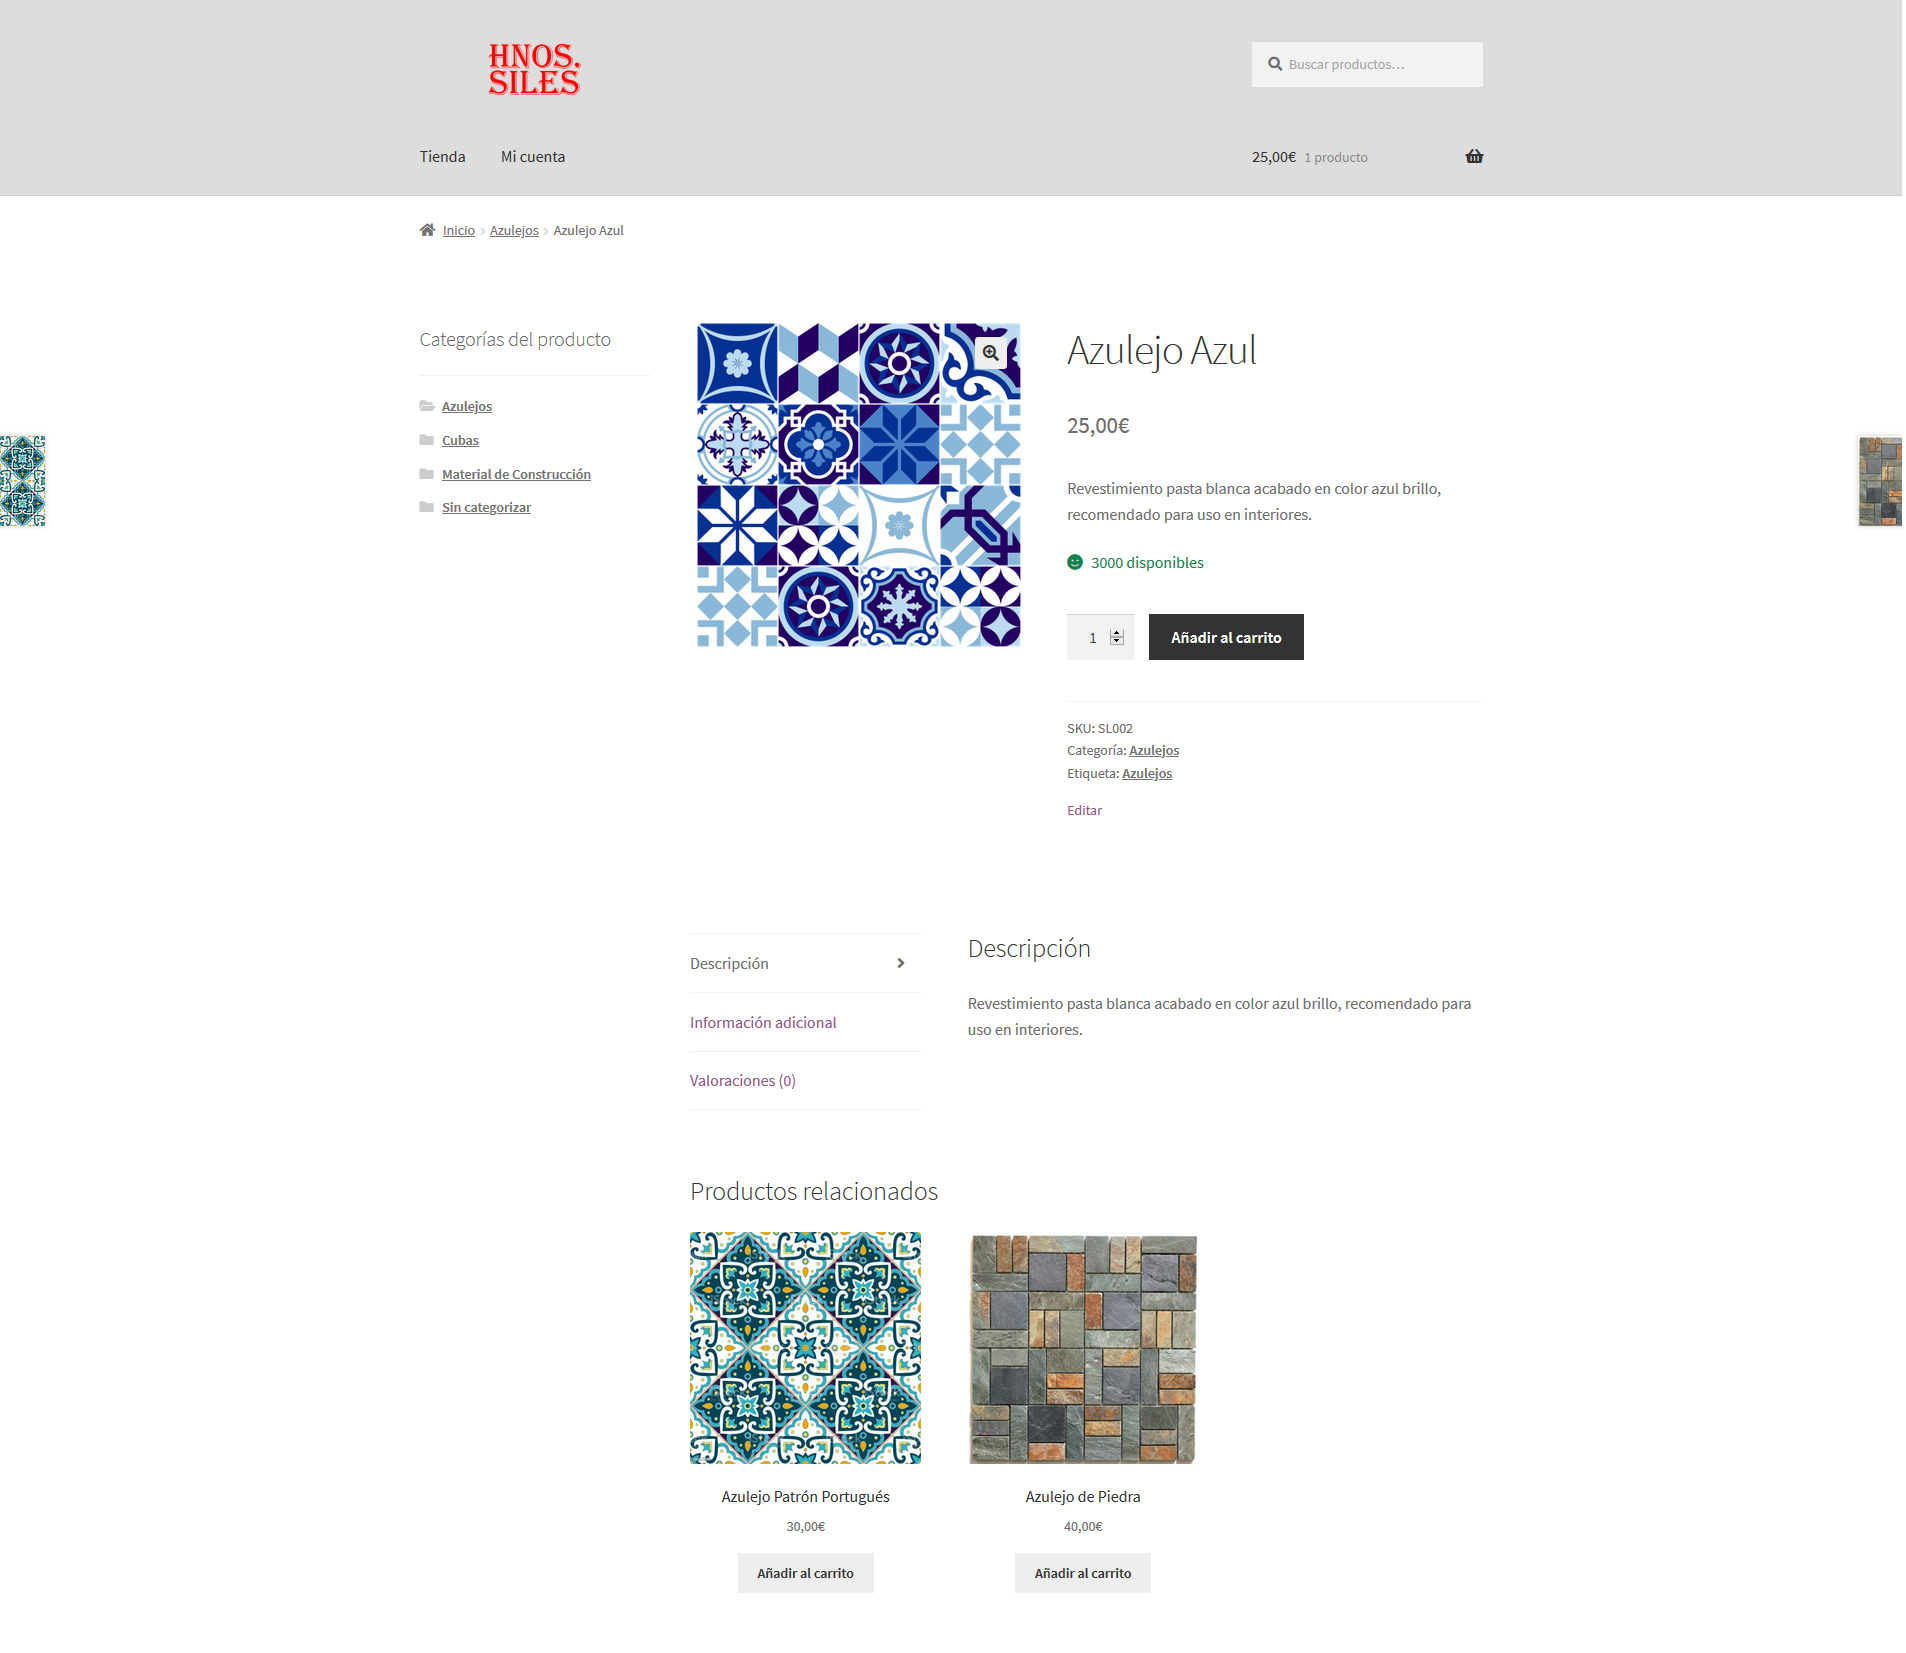 HNOS.
SILES
Buscar productos…
Tienda
Mi cuenta
25,00€ 1 producto
Inicio
Azulejos
Azulejo Azul
Categorías del producto
Azulejos
Cubas
Material de Construcción
Sin categorizar
Azulejo Azul
25,00€
Revestimiento pasta blanca acabado en color azul brillo,
recomendado para uso en interiores.
3000 disponibles
1
Añadir al carrito
SKU: SL002
Categoría: Azulejos
Etiqueta: Azulejos
Editar
Descripción
Información adicional
Valoraciones (0)
Descripción
Revestimiento pasta blanca acabado en color azul brillo, recomendado para
uso en interiores.
Productos relacionados
Azulejo Patrón Portugués
30,00€
Añadir al carrito
Azulejo de Piedra
40,00€
Añadir al carrito